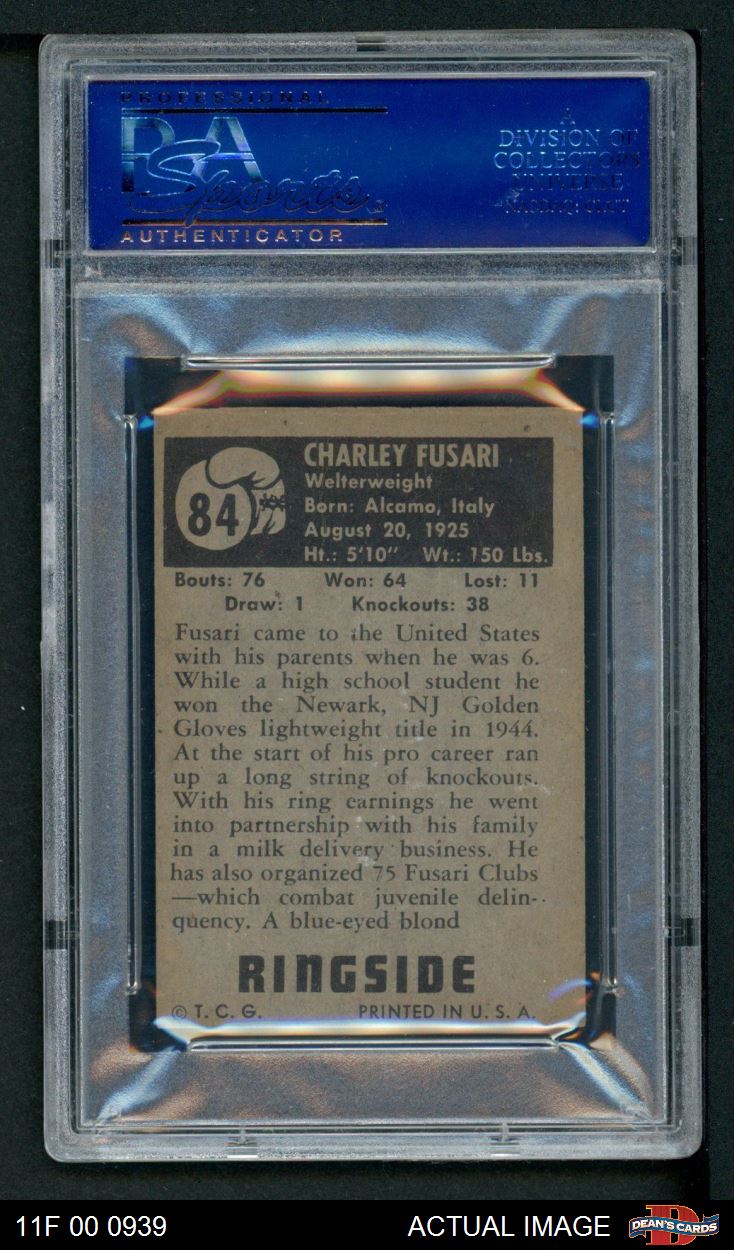 PROFESSIONAL
PSA
Sports
AUTHENTICATOR
A
DIVISION OF
COLLECTORS
UNIVERSE
NASDAQ: CLCT
84
CHARLEY FUSARI
Welterweight
Born: Alcamo, Italy
August 20, 1925
Ht.: 5'10" Wt.: 150 Lbs.
Bouts: 76 Won: 64 Lost: 11
Draw: 1 Knockouts: 38
Fusari came to the United States
with his parents when he was 6.
While a high school student he
won the Newark, NJ Golden
Gloves lightweight title in 1944.
At the start of his pro career ran
up a long string of knockouts.
With his ring earnings he went
into partnership with his family
in a milk delivery business. He
has also organized 75 Fusari Clubs
—which combat juvenile delin-
quency. A blue-eyed blond
RINGSIDE
© T. C. G. PRINTED IN U. S. A.
11F 00 0939 ACTUAL IMAGE
D
DEAN'S CARDS